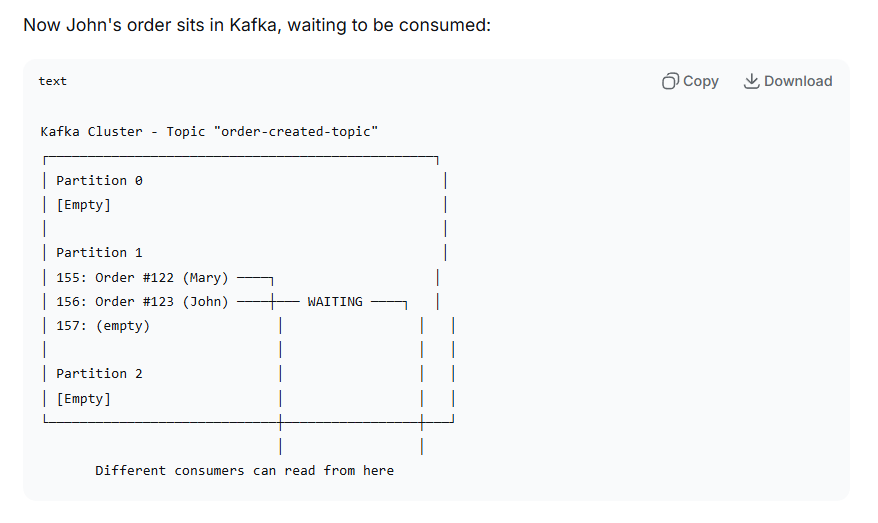 Now John's order sits in Kafka, waiting to be consumed:
text
Copy
Download
Kafka Cluster - Topic "order-created-topic"
Partition 0
[Empty]
Partition 1
155: Order #122 (Mary)
156: Order #123 (John) WAITING
157: (empty)
Partition 2
[Empty]
Different consumers can read from here